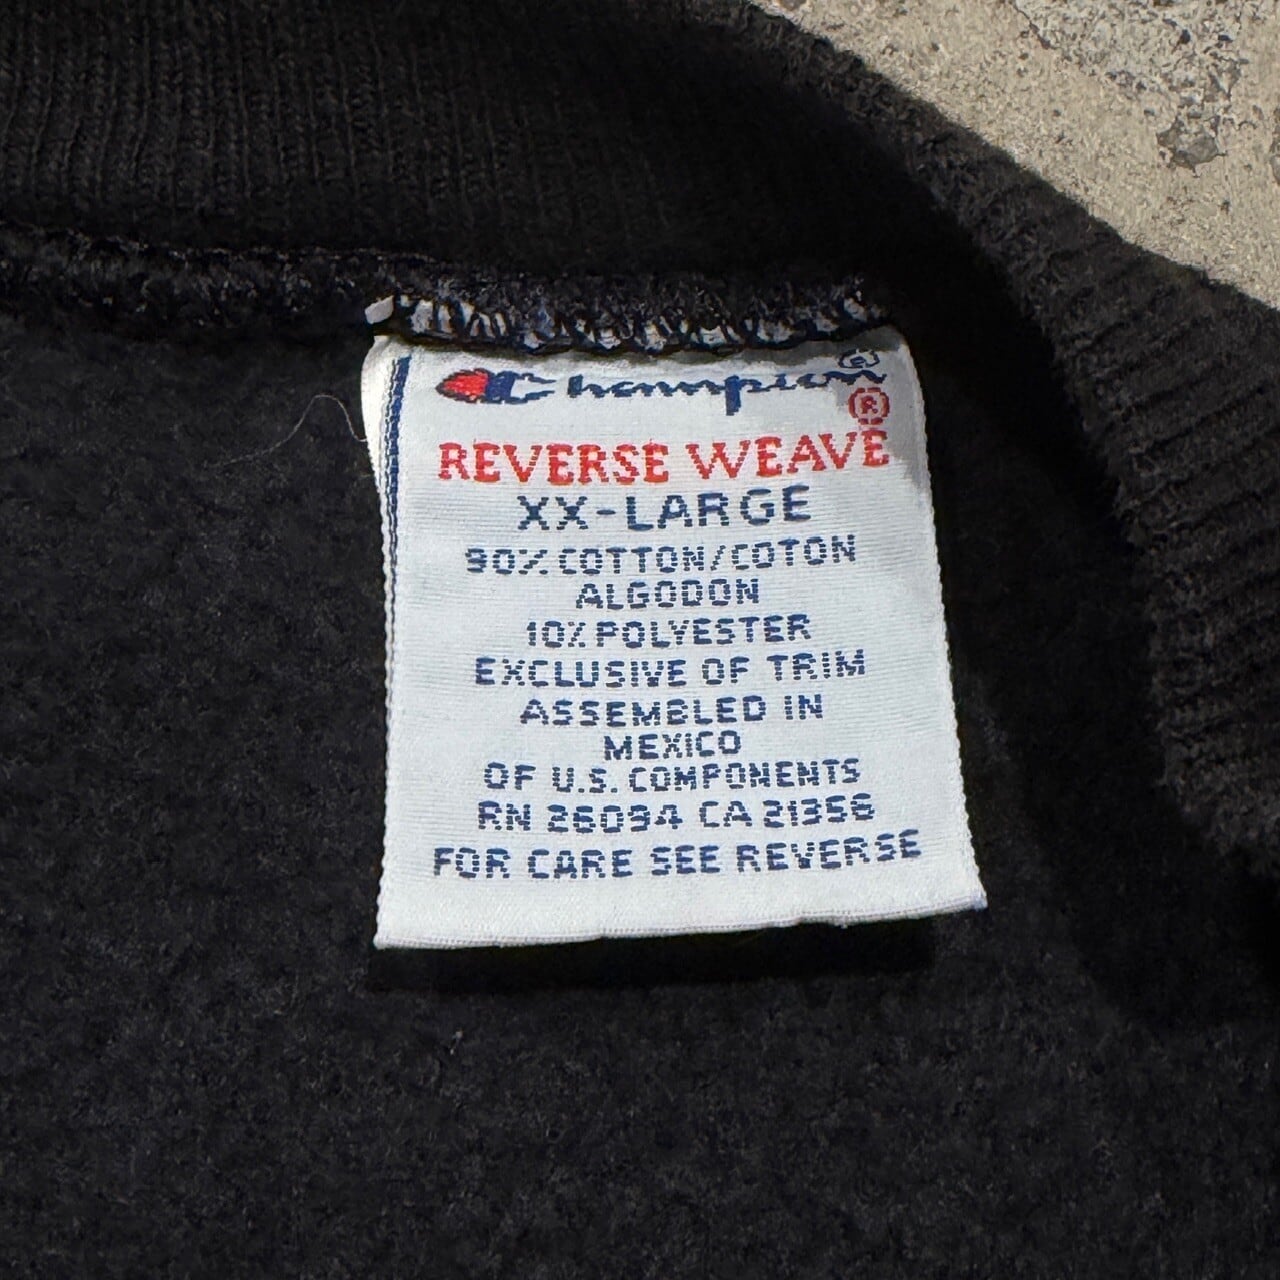 Champion®
REVERSE WEAVE®
XX-LARGE
90% COTTON/COTON
ALGODON
10% POLYESTER
EXCLUSIVE OF TRIM
ASSEMBLED IN
MEXICO
OF U.S. COMPONENTS
RN 26094 CA 21356
FOR CARE SEE REVERSE